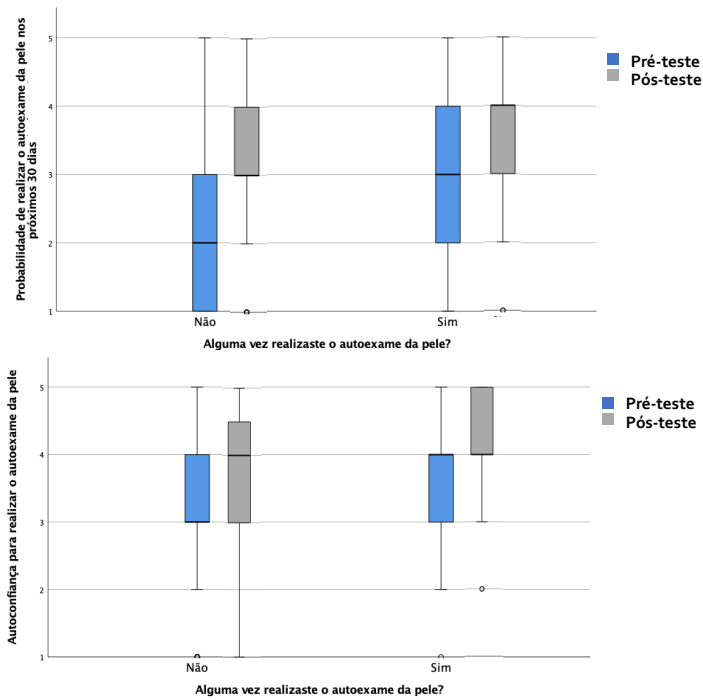 Probabilidade de realizar o autoexame da pele nos
próximos 30 dias
5
4
3
2
1
Não
Sim
Alguma vez realizaste o autoexame da pele?
Pré-teste
Pós-teste
Autoconfiança para realizar o autoexame da pele
5
4
3
2
1
Não
Sim
Alguma vez realizaste o autoexame da pele?
Pré-teste
Pós-teste